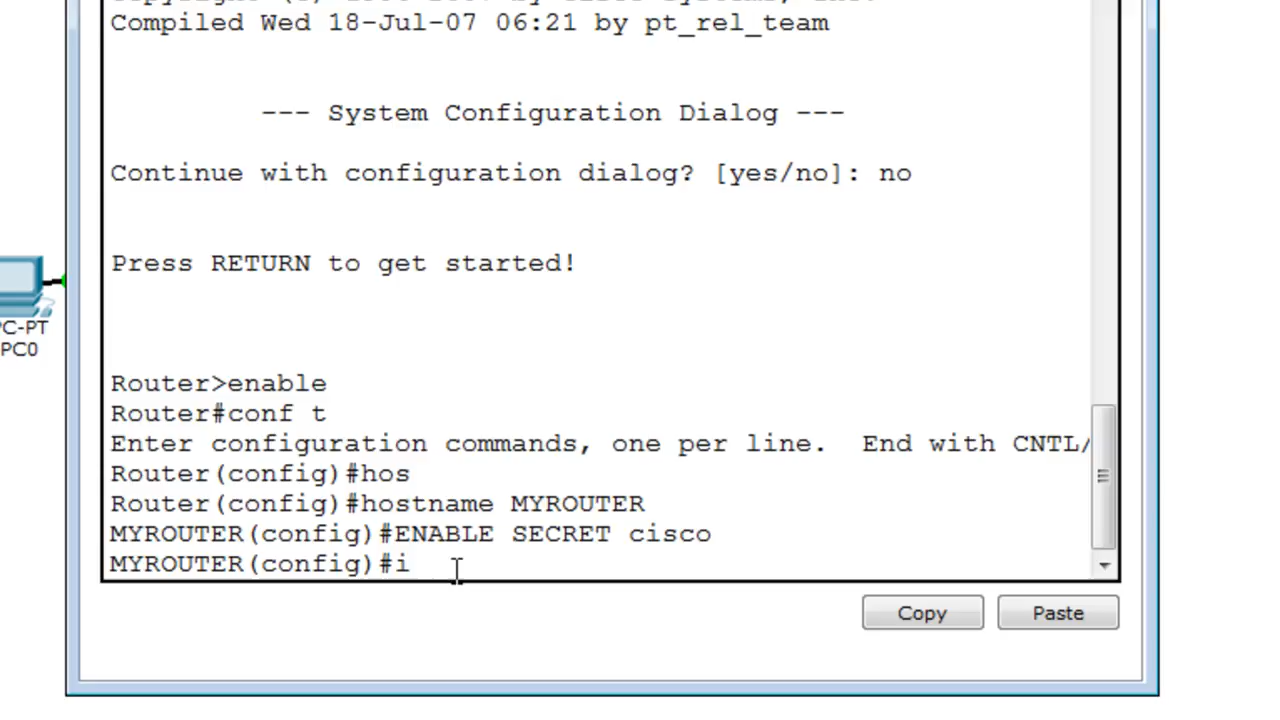 Compiled Wed 18-Jul-07 06:21 by pt_rel_team
--- System Configuration Dialog ---
Continue with configuration dialog? [yes/no]: no
Press RETURN to get started!
C-PT
PC0
Router>enable
Router#conf t
Enter configuration commands, one per line.  End with CNTL/
Router(config)#hos
Router(config)#hostname MYROUTER
MYROUTER(config)#ENABLE SECRET cisco
MYROUTER(config)#i
Copy
Paste